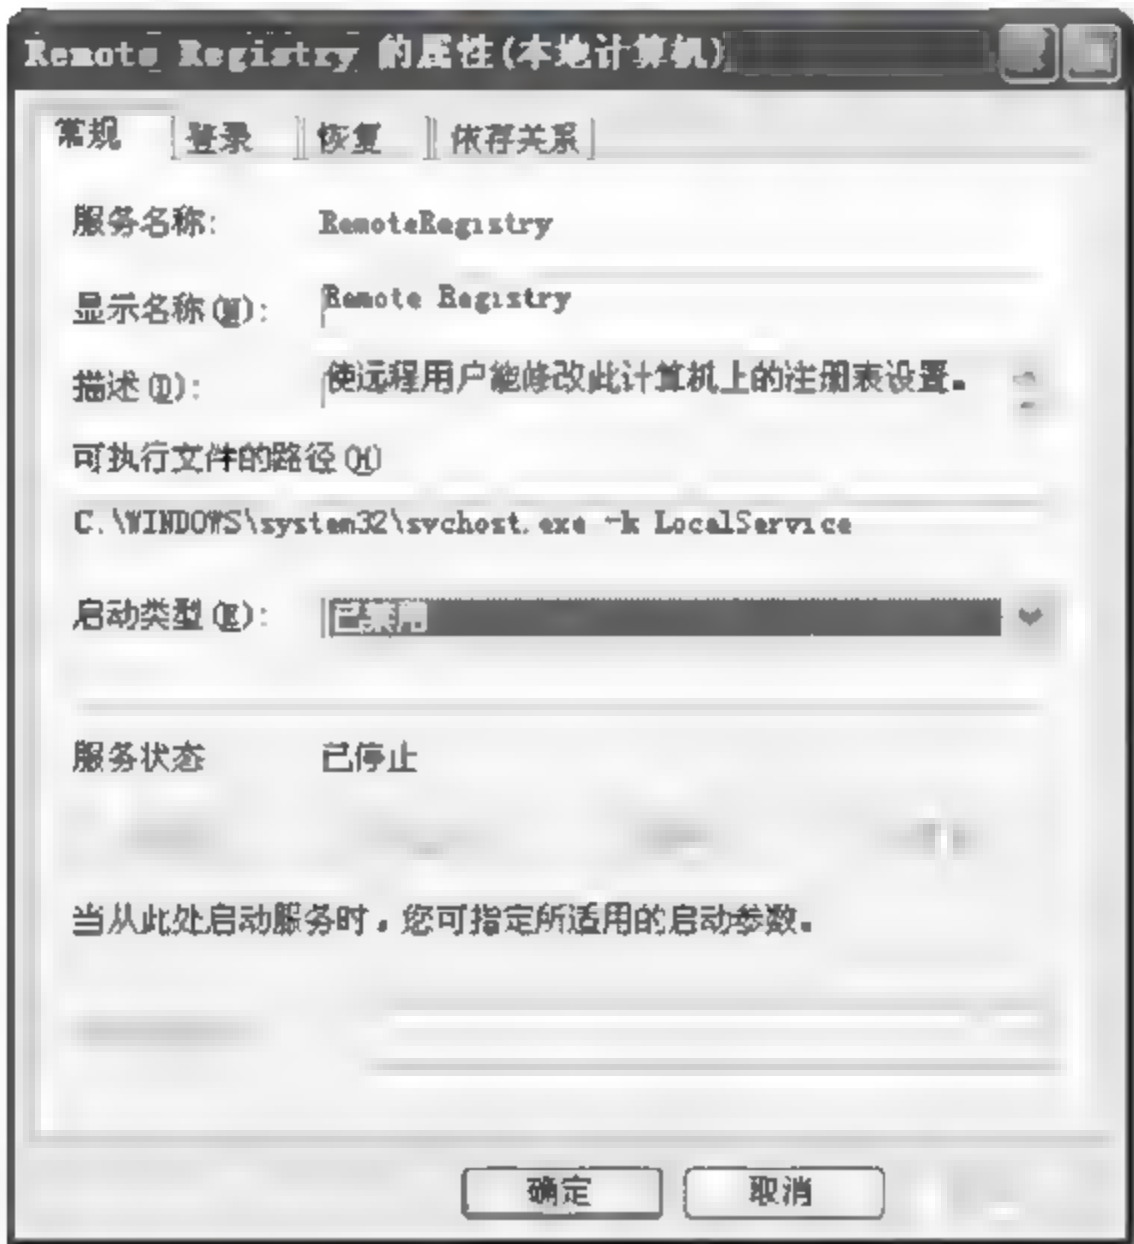 Remote Registry 的属性(本地计算机)
常规 登录 恢复 依存关系
服务名称: RemoteRegistry
显示名称(N): Remote Registry
描述(D): 使远程用户能修改此计算机上的注册表设置。
可执行文件的路径(H)
C:\WINDOWS\system32\svchost.exe -k LocalService
启动类型(E): 已禁用
服务状态 已停止
当从此处启动服务时,您可指定所适用的启动参数。
确定 取消